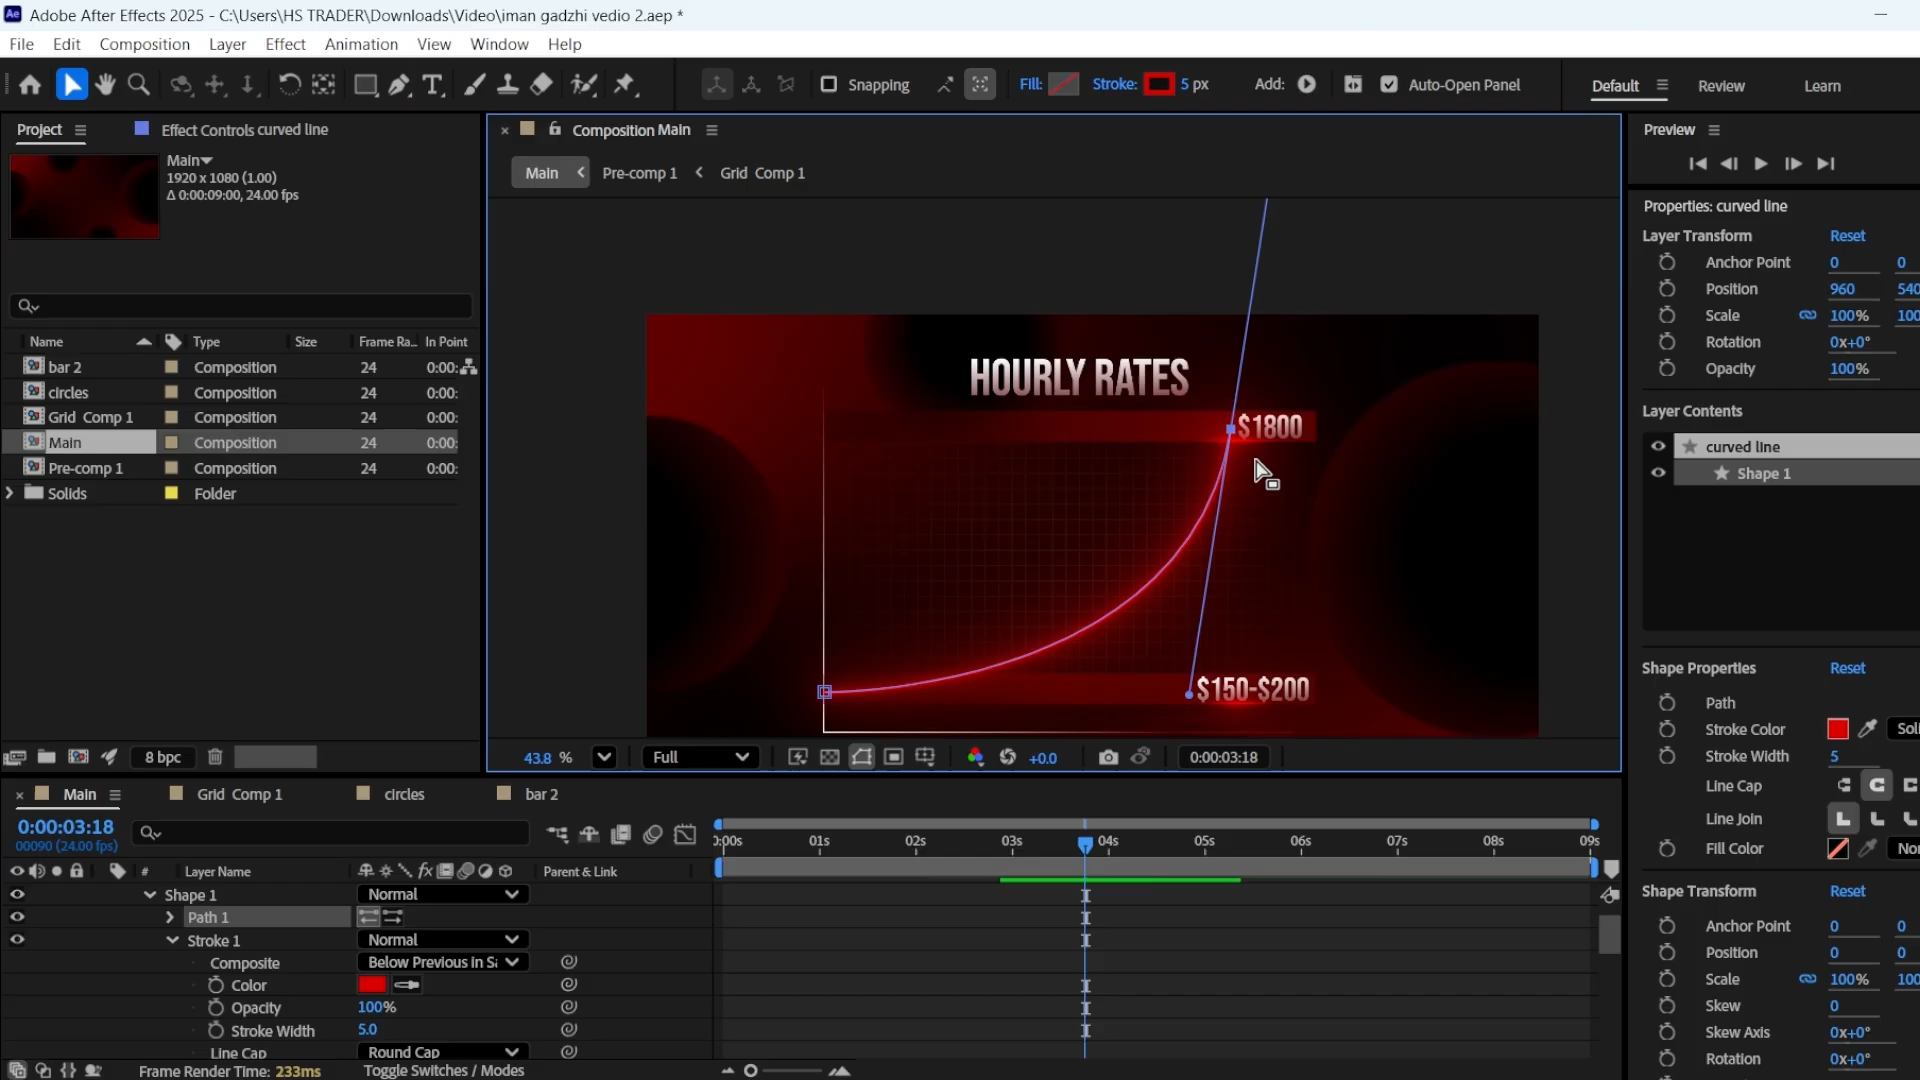 Adobe After Effects 2025 - C:\Users\HS TRADER\Downloads\Video\iman gadzhi vedio 2.aep *
File Edit Composition Layer Effect Animation View Window Help
Snapping Fill: Stroke: 5 px Add: Auto-Open Panel Default Review Learn
Project Effect Controls curved line
Main
1920 x 1080 (1.00)
Δ 0:00:09:00, 24.00 fps
Name Type Size Frame Ra... In Point
bar 2 Composition 24 0:00:
circles Composition 24 0:00:
Grid Comp 1 Composition 24 0:00:
Main Composition 24 0:00:
Pre-comp 1 Composition 24 0:00:
Solids Folder
8 bpc
Composition Main
Main Pre-comp 1 Grid Comp 1
HOURLY RATES
$1800
$150-$200
43.8 % Full +0.0 0:00:03:18
Preview
Properties: curved line
Layer Transform Reset
Anchor Point 0 0
Position 960 540
Scale 100% 100
Rotation 0x+0°
Opacity 100%
Layer Contents
curved line
Shape 1
Shape Properties Reset
Path
Stroke Color Soli
Stroke Width 5
Line Cap
Line Join
Fill Color Nor
Shape Transform Reset
Anchor Point 0 0
Position 0 0
Scale 100% 100
Skew 0
Skew Axis 0x+0°
Rotation 0x+0°
Main Grid Comp 1 circles bar 2
0:00:03:18
00090 (24.00 fps)
):00s 01s 02s 03s 04s 05s 06s 07s 08s 09s
# Layer Name Parent & Link
Shape 1 Normal
Path 1
Stroke 1 Normal
Composite Below Previous in Sa
Color
Opacity 100%
Stroke Width 5.0
Line Cap Round Cap
Frame Render Time: 233ms Toggle Switches / Modes